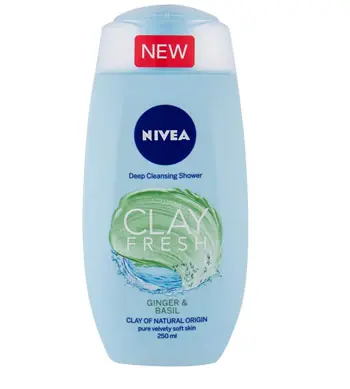 NEW
NIVEA
Deep Cleansing Shower
CLAY
FRESH
GINGER &
BASIL
CLAY OF NATURAL ORIGIN
pure velvety soft skin
250 ml